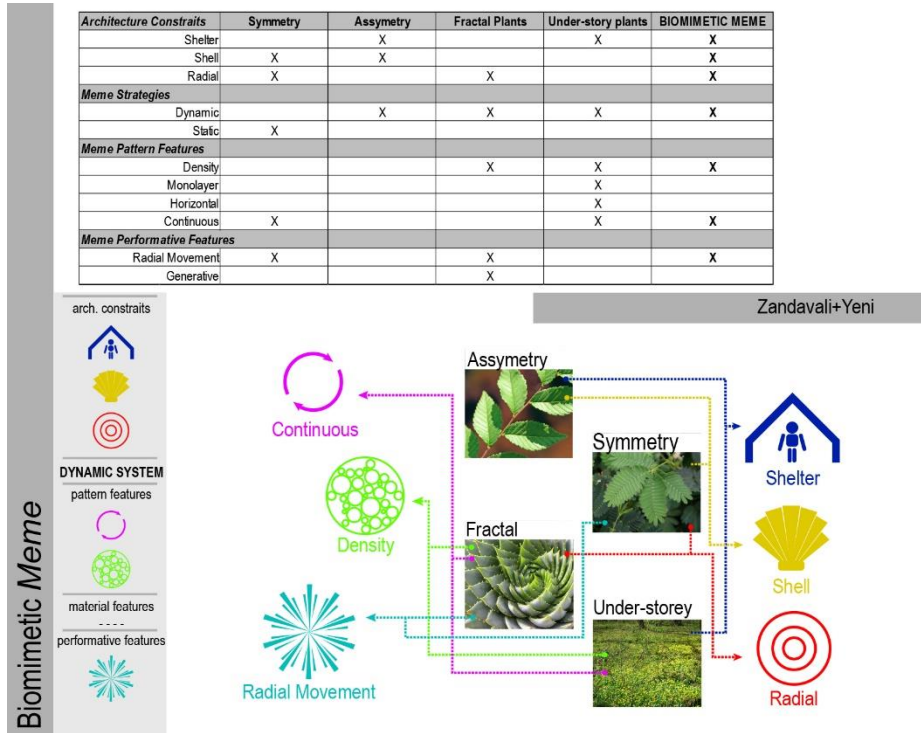 Architecture Constraits Symmetry Assymetry Fractal Plants Under-story plants BIOMIMETIC MEME
Shelter X X X
Shell X X X
Radial X X X
Meme Strategies
Dynamic X X X X
Static X
Meme Pattern Features
Density X X X
Monolayer X
Horizontal X
Continuous X X X
Meme Performative Features
Radial Movement X X X
Generative X
Zandavali+Yeni
Biomimetic Meme
arch. constraits
DYNAMIC SYSTEM
pattern features
material features
- - - -
performative features
Continuous
Density
Radial Movement
Assymetry
Symmetry
Fractal
Under-storey
Shelter
Shell
Radial